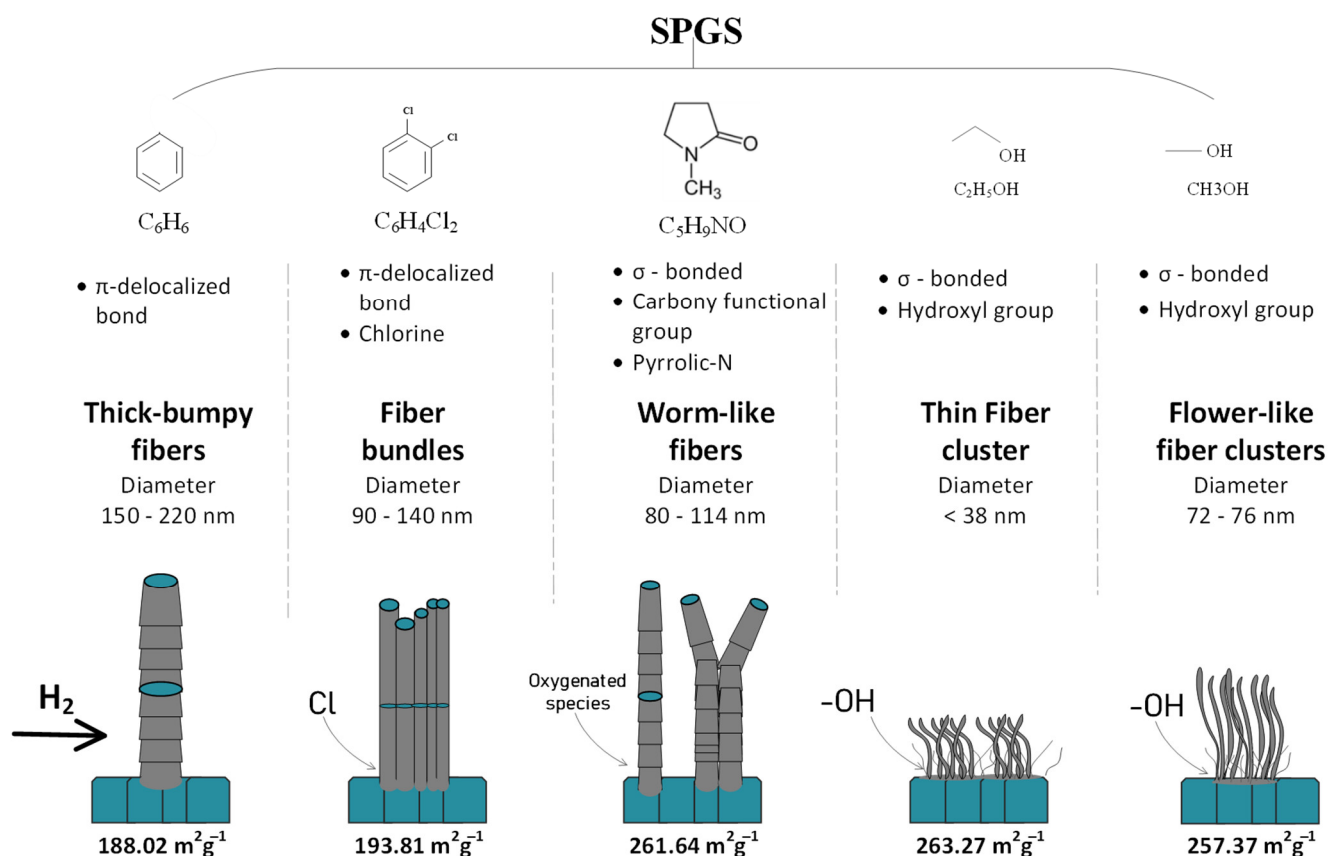 SPGS
Cl
Cl
N
O
CH₃
OH
OH
C₆H₆
C₆H₄Cl₂
C₅H₉NO
C₂H₅OH
CH3OH
• π-delocalized
bond
• π-delocalized
bond
• Chlorine
• σ - bonded
• Carbony functional
group
• Pyrrolic-N
• σ - bonded
• Hydroxyl group
• σ - bonded
• Hydroxyl group
Thick-bumpy
fibers
Diameter
150 - 220 nm
Fiber
bundles
Diameter
90 - 140 nm
Worm-like
fibers
Diameter
80 - 114 nm
Thin Fiber
cluster
Diameter
< 38 nm
Flower-like
fiber clusters
Diameter
72 - 76 nm
H₂
Cl
Oxygenated
species
-OH
-OH
188.02 m²g⁻¹
193.81 m²g⁻¹
261.64 m²g⁻¹
263.27 m²g⁻¹
257.37 m²g⁻¹